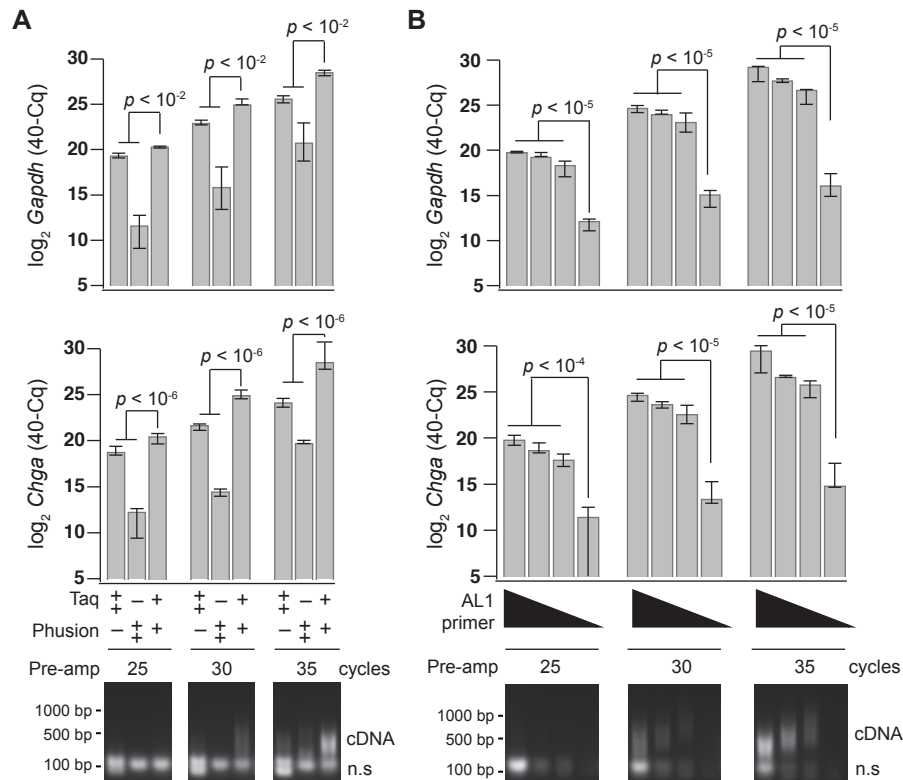 A
log₂ Gapdh (40-Cq)
30
25
20
15
10
5
p < 10⁻²
p < 10⁻²
p < 10⁻²
log₂ Chga (40-Cq)
30
25
20
15
10
5
p < 10⁻⁶
p < 10⁻⁶
p < 10⁻⁶
Taq ++ − + ++ − + ++ − +
Phusion − ++ + − ++ + − ++ +
Pre-amp 25 30 35 cycles
1000 bp
500 bp
100 bp
cDNA
n.s
B
log₂ Gapdh (40-Cq)
30
25
20
15
10
5
p < 10⁻⁵
p < 10⁻⁵
p < 10⁻⁵
log₂ Chga (40-Cq)
30
25
20
15
10
5
p < 10⁻⁴
p < 10⁻⁵
p < 10⁻⁵
AL1
primer
Pre-amp 25 30 35 cycles
1000 bp
500 bp
100 bp
cDNA
n.s